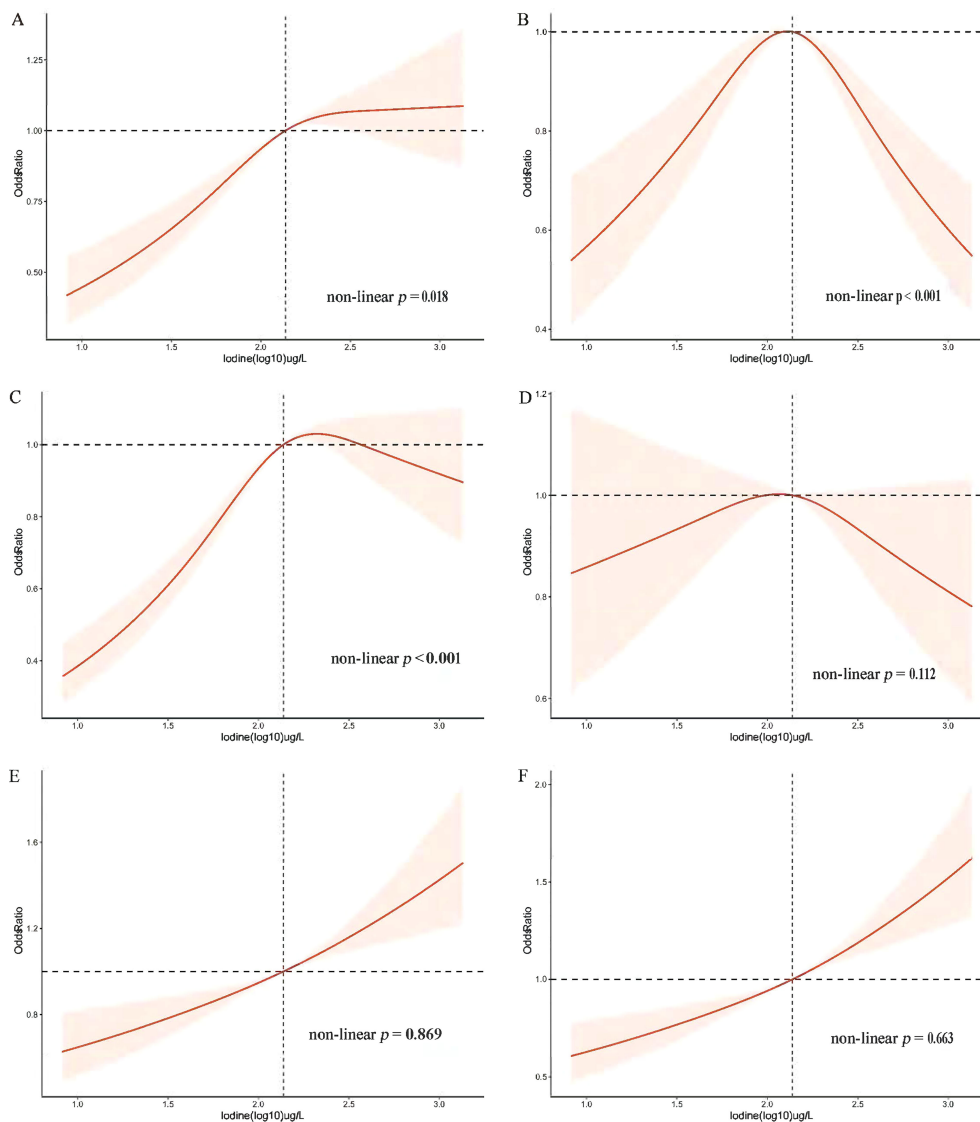 A
B
1.25
1.00
0.75
0.50
OddsRatio
non-linear p = 0.018
1.0
1.5
2.0
2.5
3.0
Iodine(log10)ug/L
1.0
0.8
0.6
0.4
OddsRatio
non-linear p < 0.001
1.0
1.5
2.0
2.5
3.0
Iodine(log10)ug/L
C
D
1.0
0.8
0.6
0.4
OddsRatio
non-linear p < 0.001
1.0
1.5
2.0
2.5
3.0
Iodine(log10)ug/L
1.2
1.0
0.8
0.6
OddsRatio
non-linear p = 0.112
1.0
1.5
2.0
2.5
3.0
Iodine(log10)ug/L
E
F
1.6
1.2
0.8
OddsRatio
non-linear p = 0.869
1.0
1.5
2.0
2.5
3.0
Iodine(log10)ug/L
2.0
1.5
1.0
0.5
OddsRatio
non-linear p = 0.663
1.0
1.5
2.0
2.5
3.0
Iodine(log10)ug/L